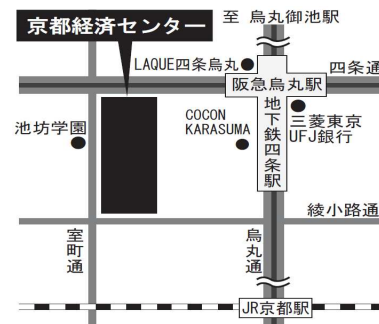 京都経済センター
至 烏丸御池駅
LAQUE四条烏丸
四条通
阪急烏丸駅
地下鉄四条駅
池坊学園
COCON
KARASUMA
三菱東京
UFJ銀行
綾小路通
室町通
烏丸通
JR京都駅